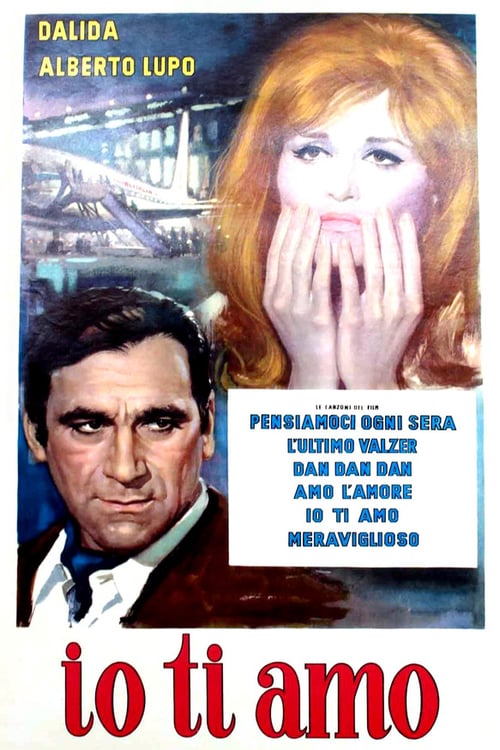 DALIDA
ALBERTO LUPO
LE CANZONI DEL FILM
PENSIAMOCI OGNI SERA
L'ULTIMO VALZER
DAN DAN DAN
AMO L'AMORE
IO TI AMO
MERAVIGLIOSO
io ti amo